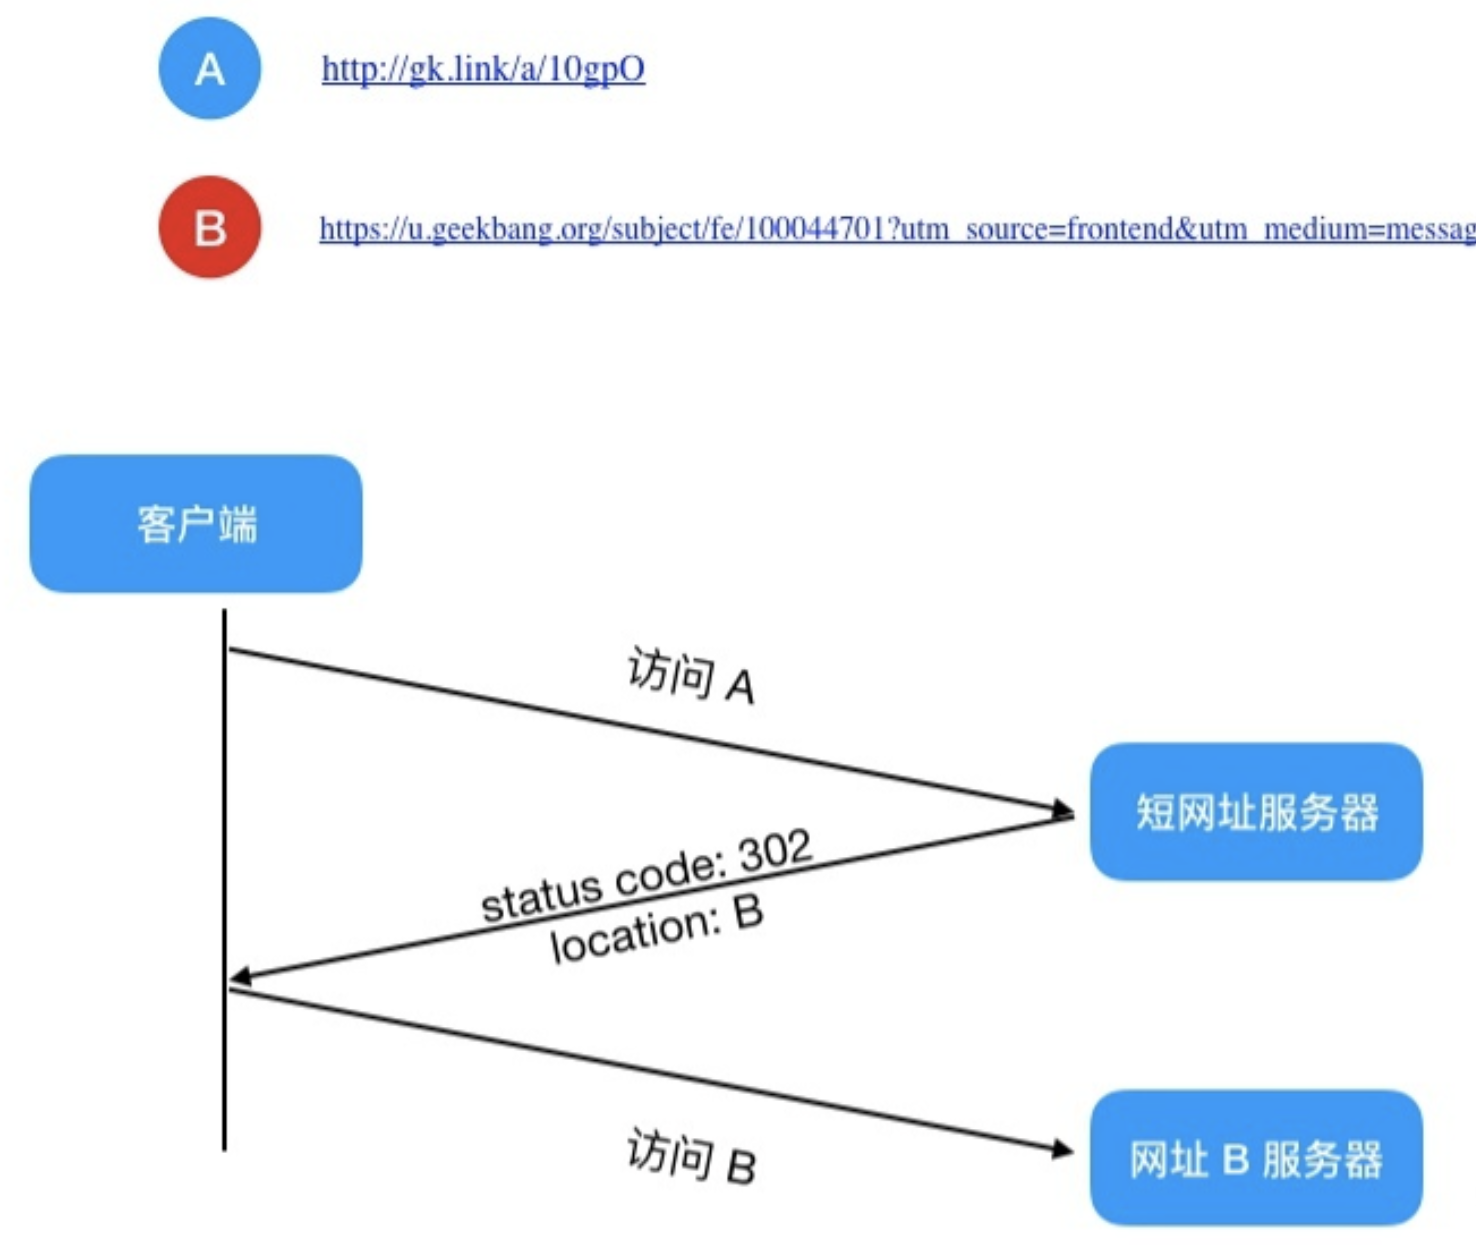 A http://gk.link/a/10gpO
B https://u.geekbang.org/subject/fe/100044701?utm_source=frontend&utm_medium=messag
客户端
访问 A
短网址服务器
status code: 302
location: B
访问 B
网址 B 服务器